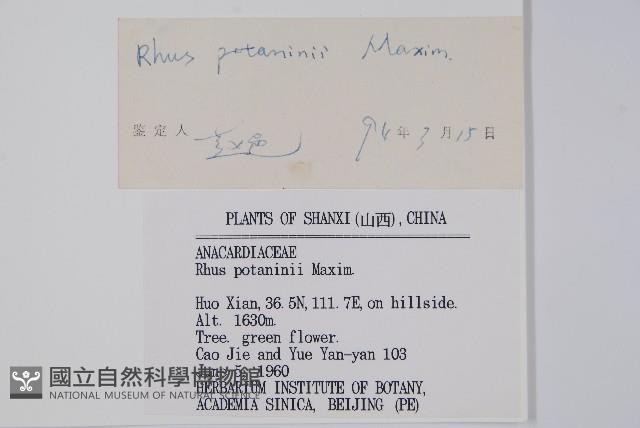 Rhus potaninii Maxim.
鉴定人 94年3月15日
PLANTS OF SHANXI(山西), CHINA
ANACARDIACEAE
Rhus potaninii Maxim.
Huo Xian, 36.5N, 111.7E, on hillside.
Alt. 1630m.
Tree. green flower.
Cao Jie and Yue Yan-yan 103
1960
HERBARIUM INSTITUTE OF BOTANY,
ACADEMIA SINICA, BEIJING (PE)
國立自然科學博物館
NATIONAL MUSEUM OF NATURAL SCIENCE